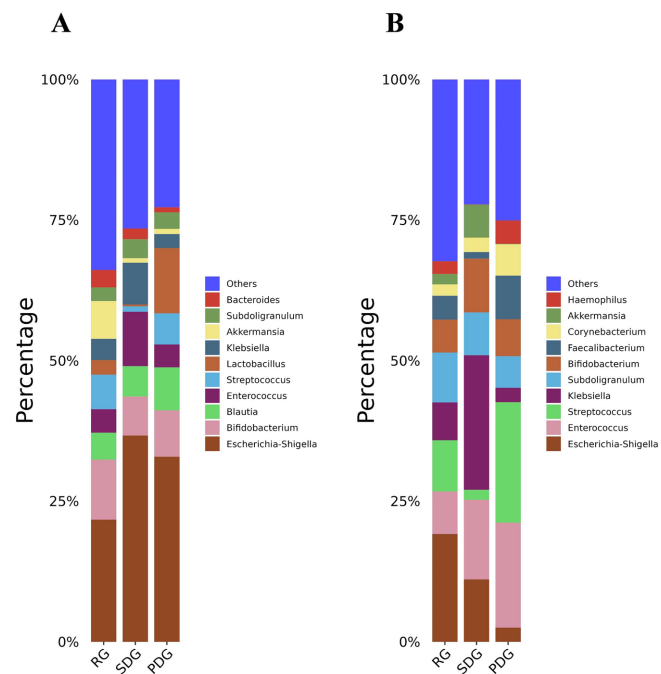 A
100%
75%
50%
25%
0%
Percentage
RG
SDG
PDG
Others
Bacteroides
Subdoligranulum
Akkermansia
Klebsiella
Lactobacillus
Streptococcus
Enterococcus
Blautia
Bifidobacterium
Escherichia-Shigella
B
100%
75%
50%
25%
0%
Percentage
RG
SDG
PDG
Others
Haemophilus
Akkermansia
Corynebacterium
Faecalibacterium
Bifidobacterium
Subdoligranulum
Klebsiella
Streptococcus
Enterococcus
Escherichia-Shigella